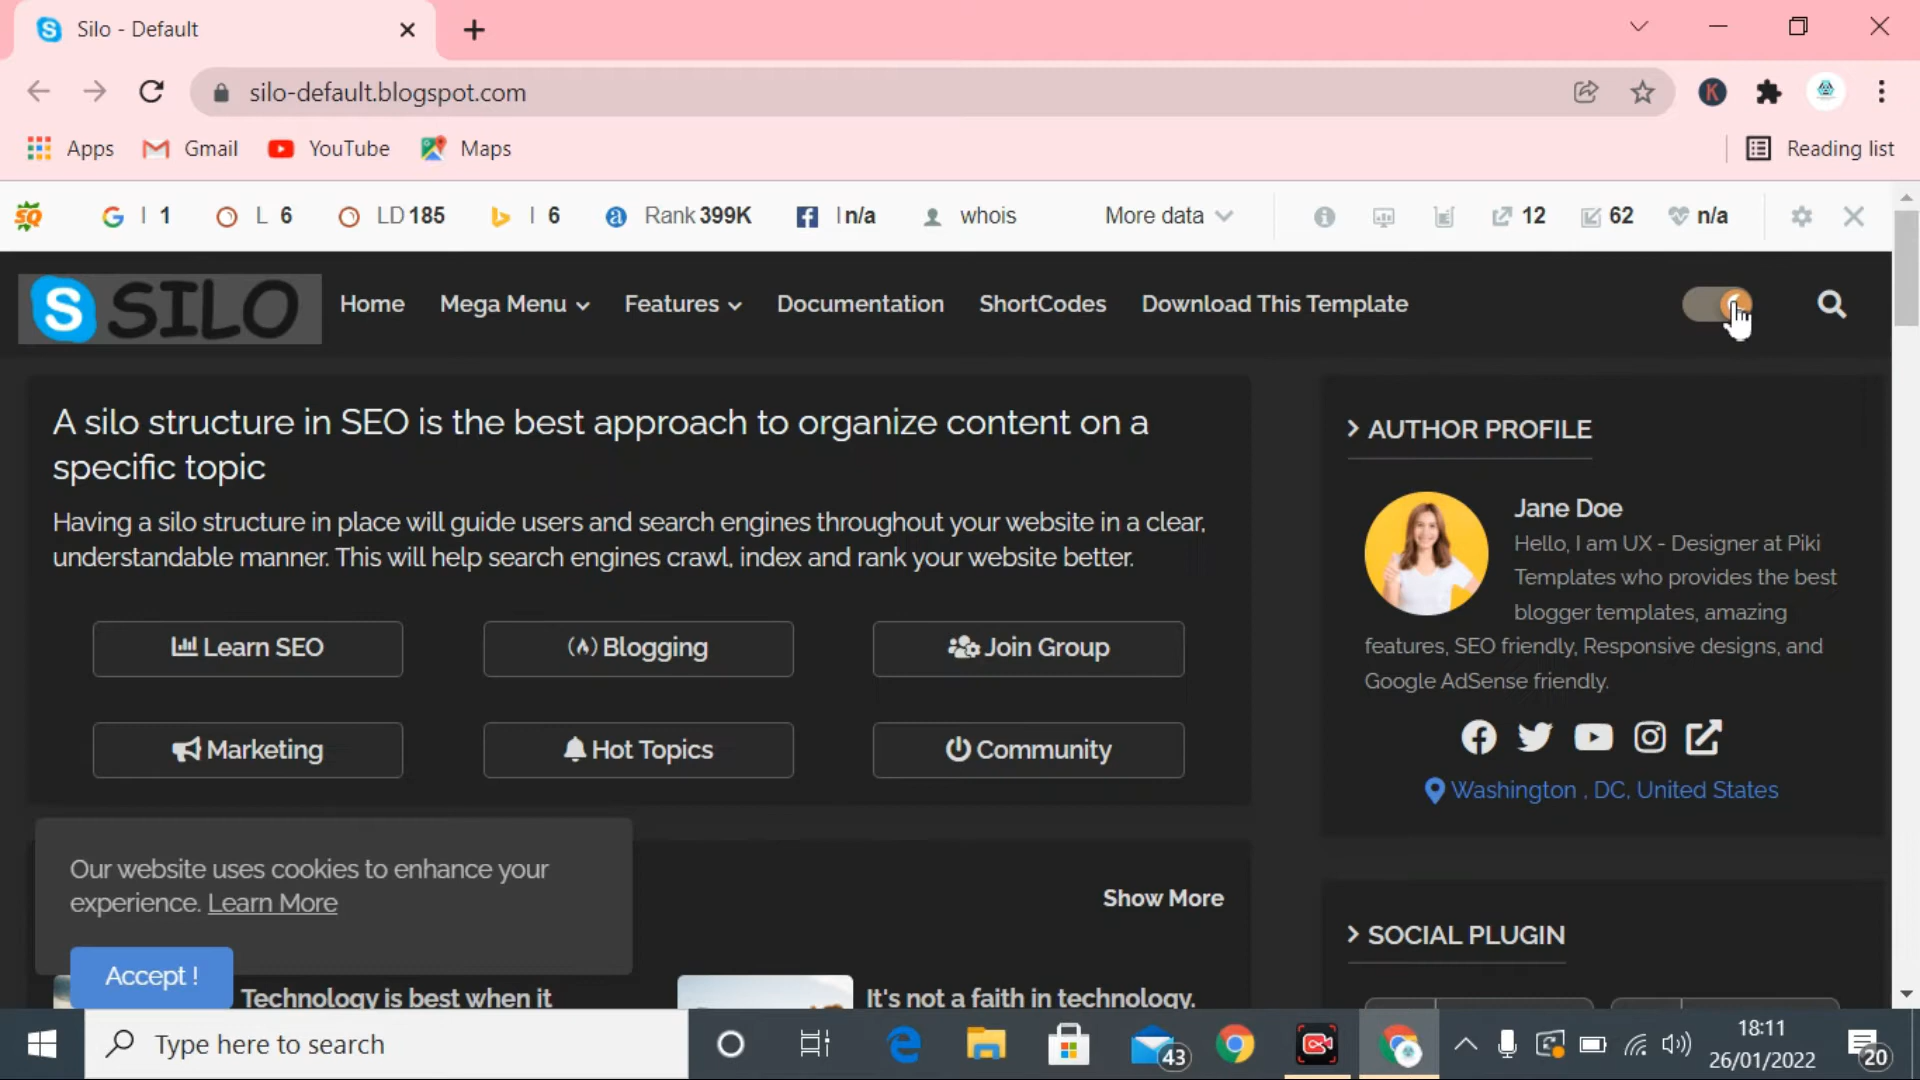 Silo - Default
silo-default.blogspot.com
K
Apps Gmail YouTube Maps Reading list
SQ I 1 L 6 LD 185 I 6 a Rank 399K I n/a whois More data 12 62 n/a
S SILO Home Mega Menu Features Documentation ShortCodes Download This Template
A silo structure in SEO is the best approach to organize content on a
specific topic
Having a silo structure in place will guide users and search engines throughout your website in a clear,
understandable manner. This will help search engines crawl, index and rank your website better.
Learn SEO Blogging Join Group
Marketing Hot Topics Community
AUTHOR PROFILE
Jane Doe
Hello, I am UX - Designer at Piki
Templates who provides the best
blogger templates, amazing
features, SEO friendly, Responsive designs, and
Google AdSense friendly.
Washington , DC, United States
Our website uses cookies to enhance your
experience. Learn More
Accept !
Show More
SOCIAL PLUGIN
Technology is best when it
It's not a faith in technology.
Type here to search
43
18:11
26/01/2022
20